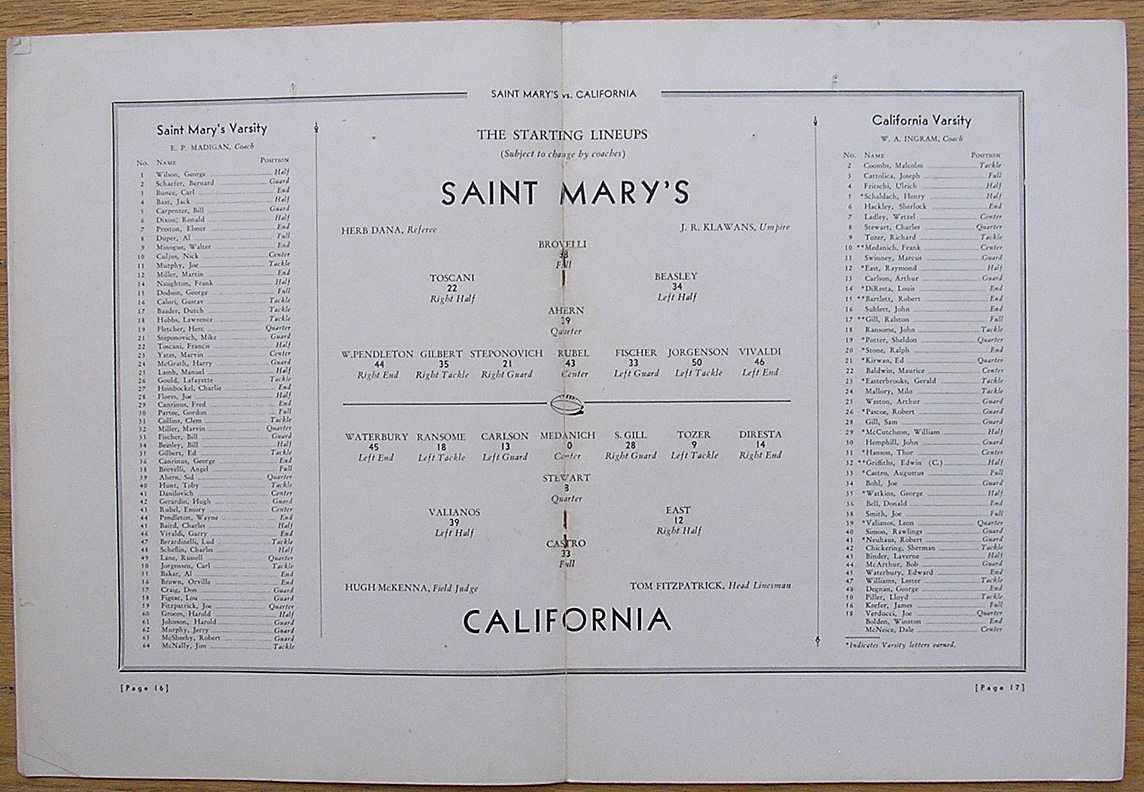 SAINT MARY'S vs. CALIFORNIA
Saint Mary's Varsity
E. P. MADIGAN, Coach
No. NAME POSITION
1 Wilson, George Half
2 Schaefer, Bernard Guard
3 Bunce, Carl End
4 Bast, Jack Half
5 Carpenter, Bill Guard
6 Dixon, Ronald Half
7 Preston, Elmer End
8 Duper, Al Full
9 Minogue, Walter End
10 Culjus, Nick Center
11 Murphy, Joe Tackle
12 Miller, Martin End
14 Naughton, Frank Half
15 Dodson, George Full
16 Calori, Gustav Tackle
17 Baader, Dutch Tackle
18 Hubbs, Lawrence Tackle
19 Fletcher, Herc Quarter
21 Steponovich, Mike Guard
22 Toscani, Francis Half
23 Yates, Marvin Center
24 McGrath, Harry Guard
25 Lamb, Manuel Half
26 Gould, Lafayette Tackle
27 Heinbockel, Charlie End
28 Flores, Joe Half
29 Canrinus, Fred End
30 Partee, Gordon Full
31 Collins, Clem Tackle
32 Miller, Marvin Quarter
33 Fischer, Bill Guard
34 Beasley, Bill Half
35 Gilbert, Ed Tackle
36 Canrinus, George End
38 Brovelli, Angel Full
39 Ahern, Sid Quarter
40 Hunt, Toby Tackle
41 Danilovich Center
42 Gerardin, Hugh Guard
43 Rubel, Emory Center
44 Pendleton, Wayne End
45 Baird, Charles Half
46 Vivaldi, Garry End
47 Berardinelli, Lud Tackle
48 Scheflin, Charles Half
49 Lane, Russell Quarter
50 Jorgensen, Carl Tackle
Baker, Al End
56 Brown, Orville End
57 Craig, Don Guard
58 Figeac, Lou Guard
59 Fitzpatrick, Joe Quarter
60 Groom, Harold Half
61 Johnson, Harold Guard
62 Murphy, Jerry Guard
63 McSheehy, Robert Guard
64 McNally, Jim Tackle
THE STARTING LINEUPS
(Subject to change by coaches)
SAINT MARY'S
HERB DANA, Referee J. R. KLAWANS, Umpire
BROVELLI
38
Full
TOSCANI BEASLEY
22 34
Right Half Left Half
AHERN
39
Quarter
W.PENDLETON GILBERT STEPONOVICH RUBEL FISCHER JORGENSON VIVALDI
44 35 21 43 33 50 46
Right End Right Tackle Right Guard Center Left Guard Left Tackle Left End
WATERBURY RANSOME CARLSON MEDANICH S. GILL TOZER DIRESTA
45 18 13 0 28 9 14
Left End Left Tackle Left Guard Center Right Guard Left Tackle Right End
STEWART
8
Quarter
VALIANOS EAST
39 12
Left Half Right Half
CASTRO
33
Full
HUGH McKENNA, Field Judge TOM FITZPATRICK, Head Linesman
CALIFORNIA
California Varsity
W. A. INGRAM, Coach
No. NAME POSITION
2 Coombs, Malcolm Tackle
3 Cattolica, Joseph Full
4 Fritschi, Ulrich Half
5 *Schaldach, Henry Half
6 Hackley, Sherlock End
7 Ladley, Wetzel Center
8 Stewart, Charles Quarter
9 Tozer, Richard Tackle
10 **Medanich, Frank Center
11 Swinney, Marcus Guard
12 *East, Raymond Half
13 Carlson, Arthur Guard
14 *DiResta, Louis End
15 **Bartlett, Robert End
16 Sublett, John End
17 **Gill, Ralston Full
18 Ransome, John Tackle
19 *Potter, Sheldon Quarter
20 *Stone, Ralph End
21 *Kirwan, Ed Quarter
22 Baldwin, Maurice Center
23 *Easterbrooks, Gerald Tackle
24 Mallory, Milo Tackle
25 Weston, Arthur Guard
26 *Pascoe, Robert Guard
28 Gill, Sam Guard
29 *McCutcheon, William Half
30 Hemphill, John Guard
31 *Hanson, Thor Center
32 **Griffiths, Edwin (C.) Half
33 *Castro, Augustus Full
34 Bohl, Joe Guard
35 *Watkins, George Half
36 Bell, Donald End
38 Smith, Joe Full
39 *Valianos, Leon Quarter
40 Simon, Rawlings Guard
41 *Neuhaus, Robert Guard
42 Chickering, Sherman Tackle
43 Binder, Laverne Half
44 McArthur, Bob Guard
45 Waterbury, Edward End
47 Williams, Lester Tackle
48 Degnan, George End
50 Piller, Lloyd Tackle
56 Keefer, James Full
58 Verducci, Joe Quarter
Bolden, Winston End
McNeice, Dale Center
*Indicates Varsity letters earned.
[Page 16] [Page 17]